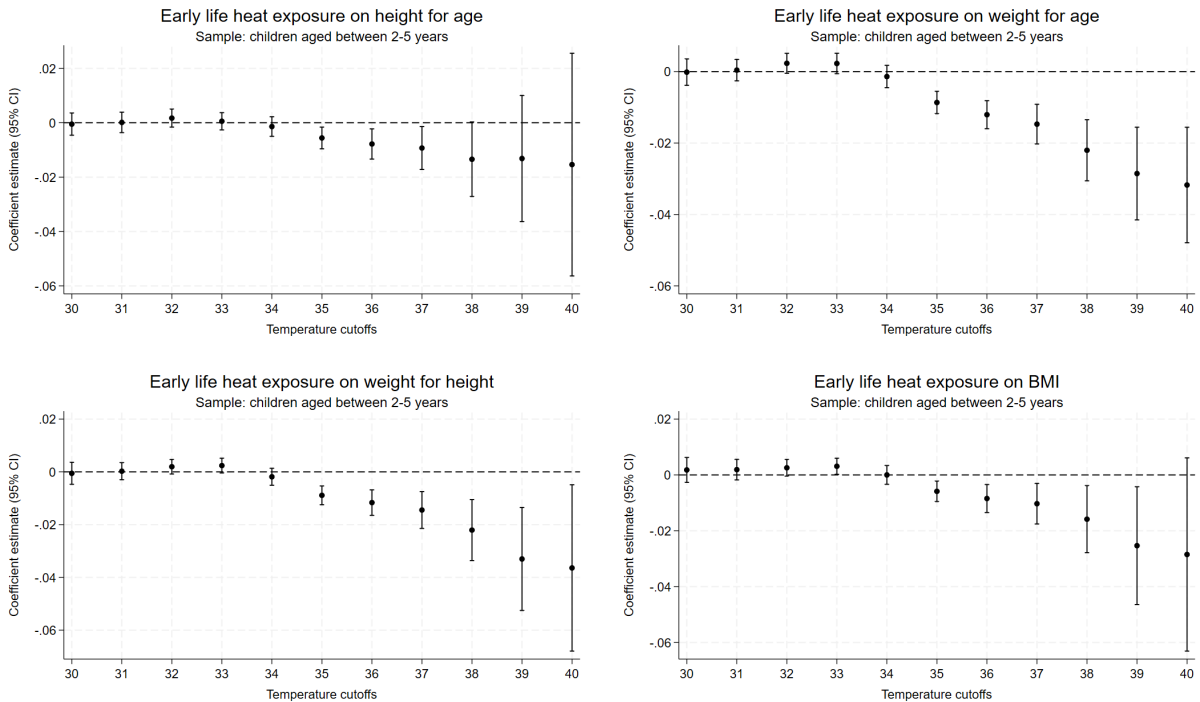 Early life heat exposure on height for age
Sample: children aged between 2-5 years
Coefficient estimate (95% CI)
.02
0
-.02
-.04
-.06
30 31 32 33 34 35 36 37 38 39 40
Temperature cutoffs
Early life heat exposure on weight for age
Sample: children aged between 2-5 years
Coefficient estimate (95% CI)
0
-.02
-.04
-.06
30 31 32 33 34 35 36 37 38 39 40
Temperature cutoffs
Early life heat exposure on weight for height
Sample: children aged between 2-5 years
Coefficient estimate (95% CI)
.02
0
-.02
-.04
-.06
30 31 32 33 34 35 36 37 38 39 40
Temperature cutoffs
Early life heat exposure on BMI
Sample: children aged between 2-5 years
Coefficient estimate (95% CI)
.02
0
-.02
-.04
-.06
30 31 32 33 34 35 36 37 38 39 40
Temperature cutoffs